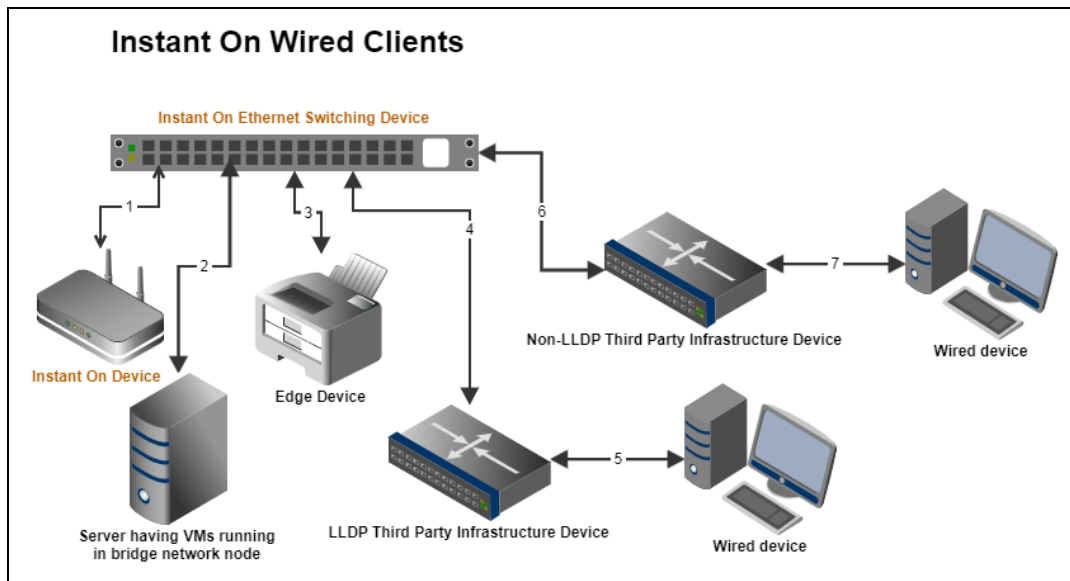 Instant On Wired Clients
Instant On Ethernet Switching Device
1
2
3
4
6
7
Instant On Device
Edge Device
Non-LLDP Third Party Infrastructure Device
Wired device
5
Server having VMs running
in bridge network node
LLDP Third Party Infrastructure Device
Wired device